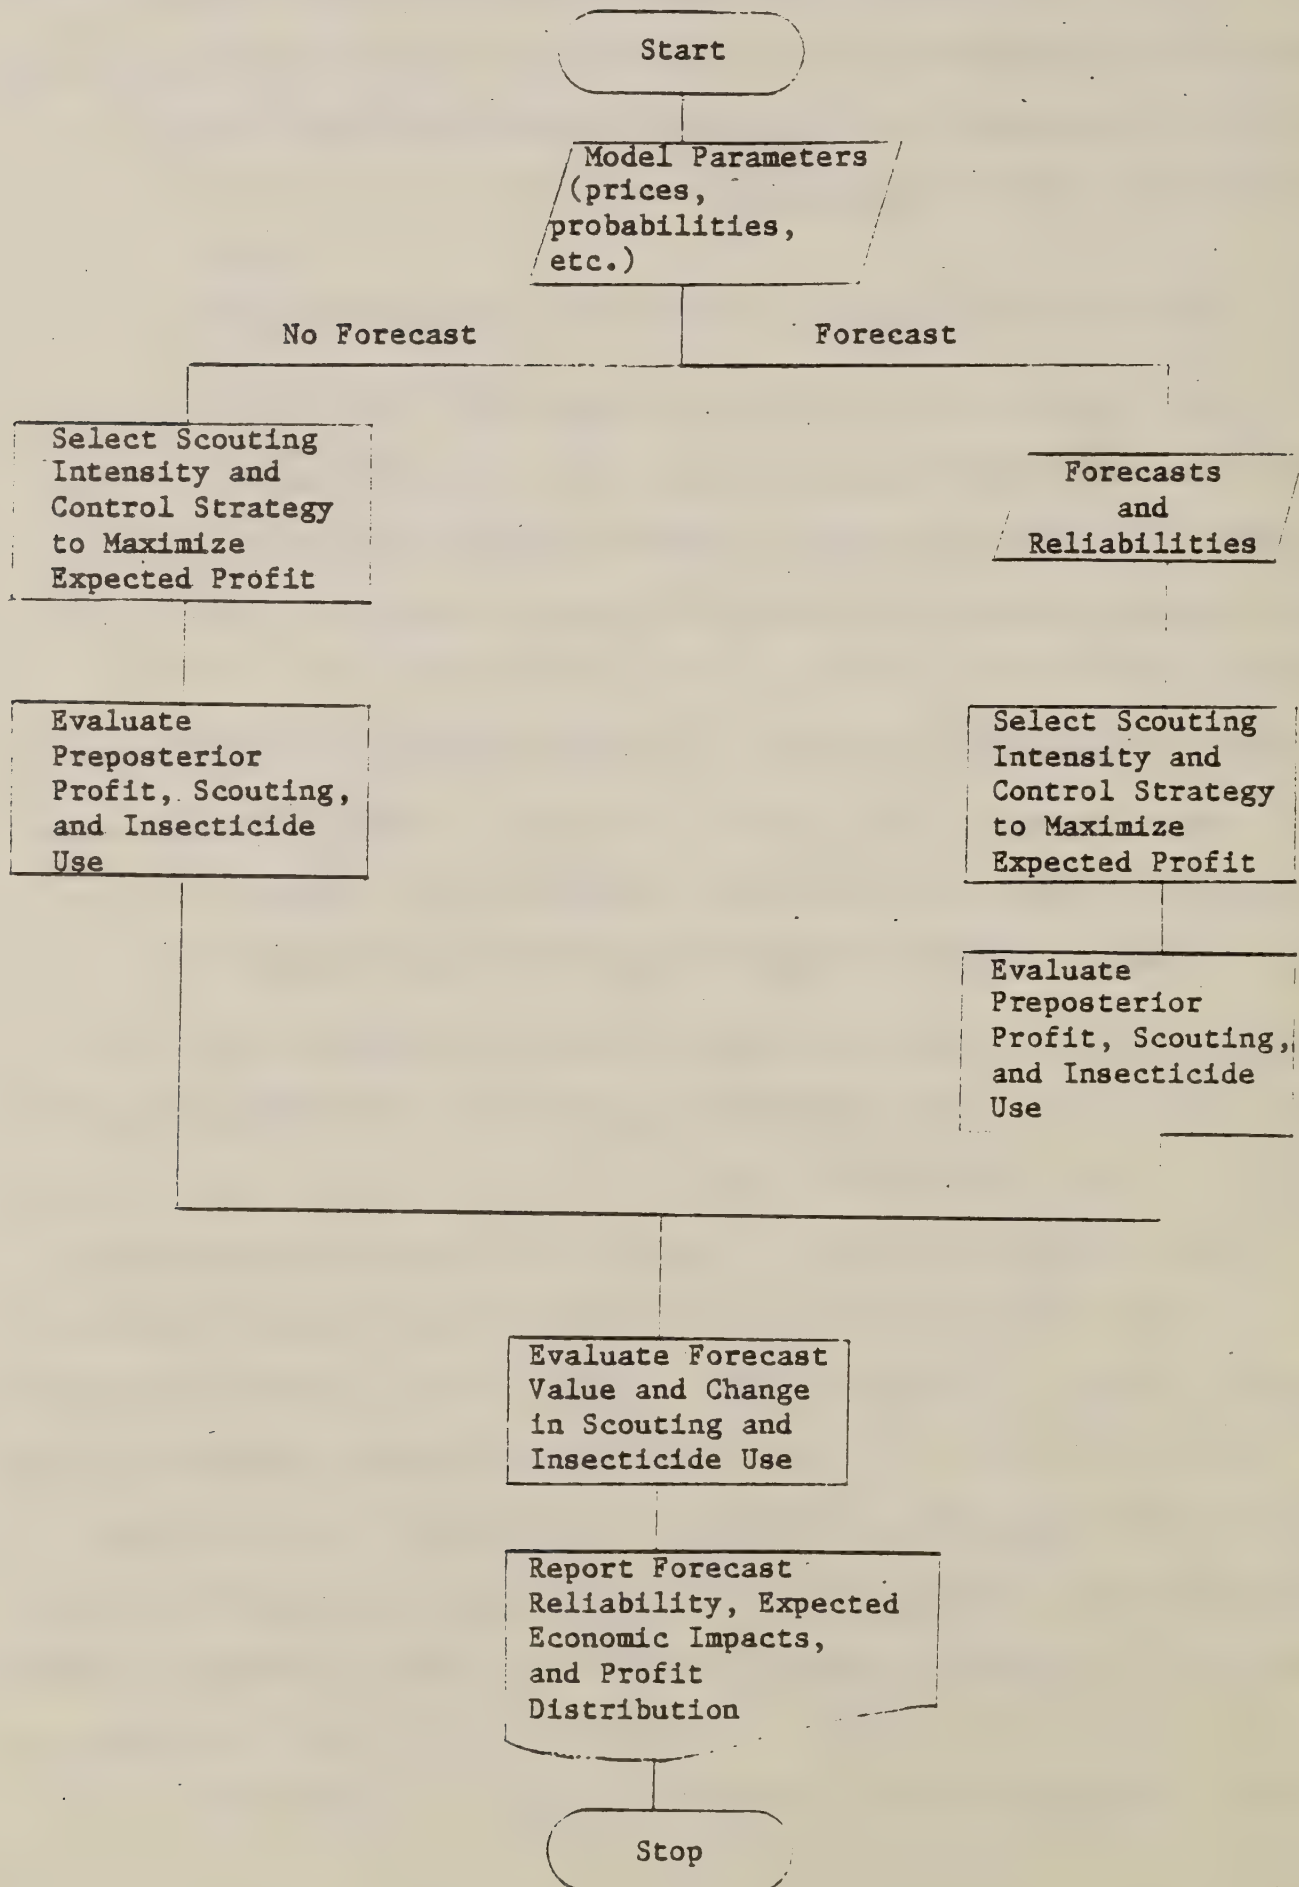 Start
Model Parameters
(prices,
probabilities,
etc.)
No Forecast
Forecast
Select Scouting
Intensity and
Control Strategy
to Maximize
Expected Profit
Forecasts
and
Reliabilities
Evaluate
Preposterior
Profit, Scouting,
and Insecticide
Use
Select Scouting
Intensity and
Control Strategy
to Maximize
Expected Profit
Evaluate
Preposterior
Profit, Scouting,
and Insecticide
Use
Evaluate Forecast
Value and Change
in Scouting and
Insecticide Use
Report Forecast
Reliability, Expected
Economic Impacts,
and Profit
Distribution
Stop